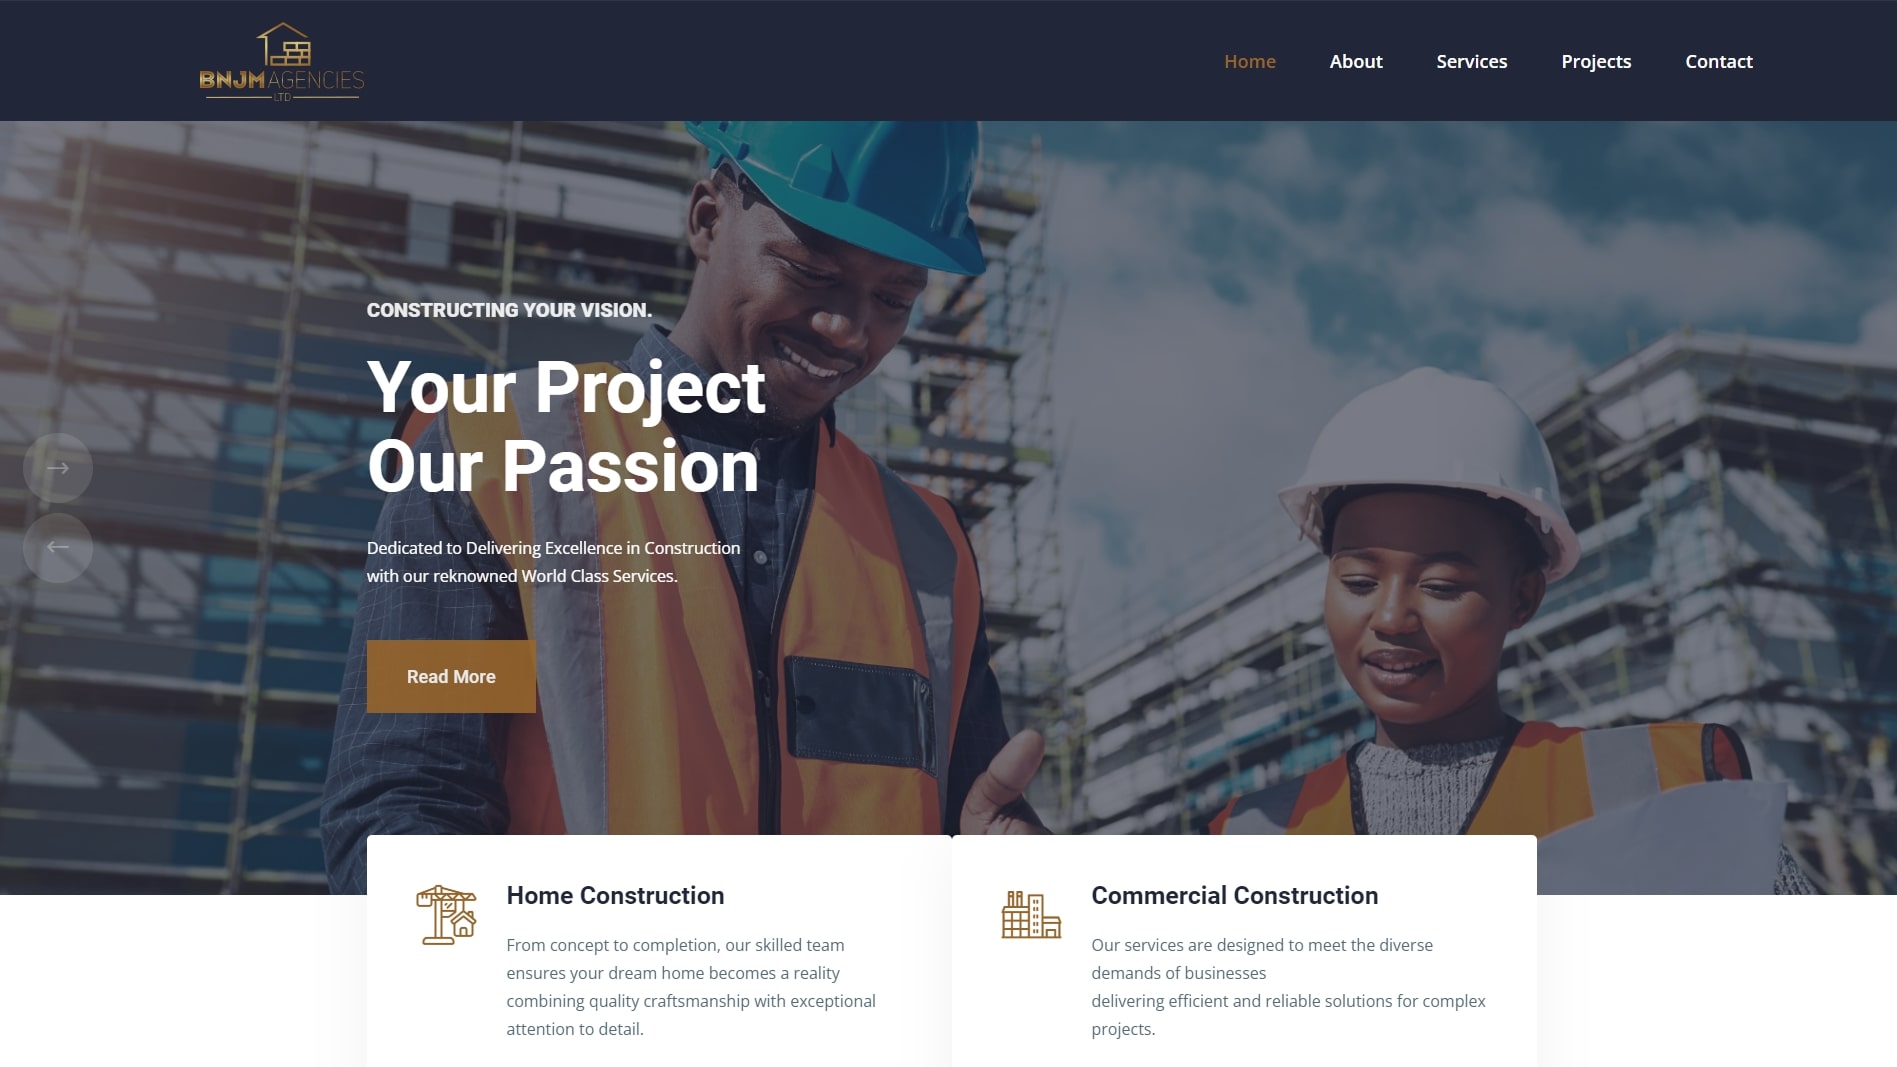 BNJM AGENCIES
LTD
Home About Services Projects Contact
CONSTRUCTING YOUR VISION.
Your Project
Our Passion
Dedicated to Delivering Excellence in Construction
with our reknowned World Class Services.
Read More
Home Construction
From concept to completion, our skilled team
ensures your dream home becomes a reality
combining quality craftsmanship with exceptional
attention to detail.
Commercial Construction
Our services are designed to meet the diverse
demands of businesses
delivering efficient and reliable solutions for complex
projects.